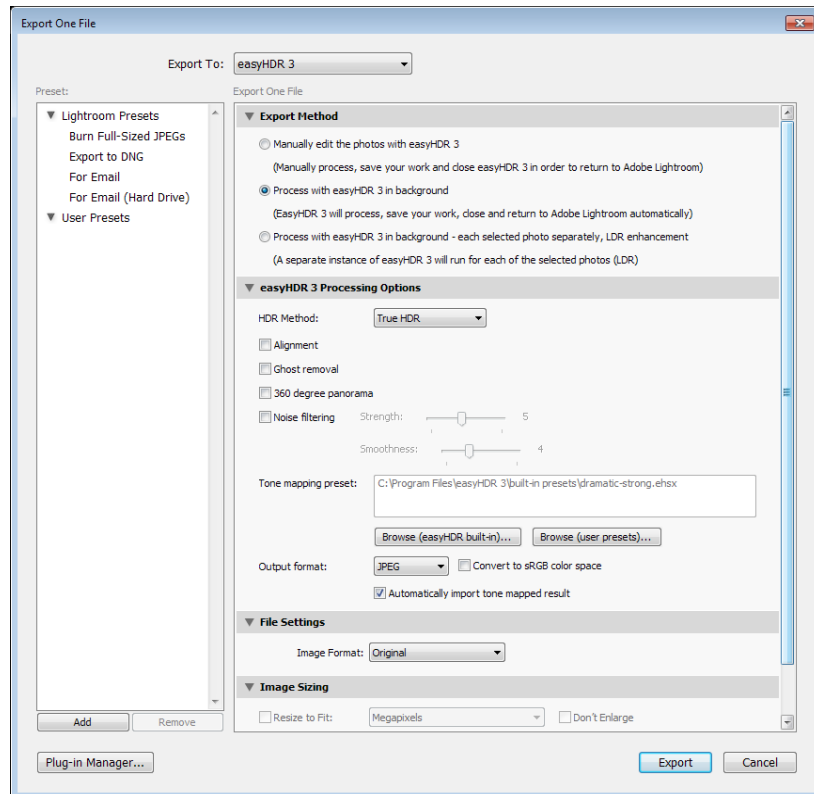 Export One File
Export To: easyHDR 3
Preset:
Export One File
Lightroom Presets
Burn Full-Sized JPEGs
Export to DNG
For Email
For Email (Hard Drive)
User Presets
Add
Remove
Export Method
Manually edit the photos with easyHDR 3
(Manually process, save your work and close easyHDR 3 in order to return to Adobe Lightroom)
Process with easyHDR 3 in background
(EasyHDR 3 will process, save your work, close and return to Adobe Lightroom automatically)
Process with easyHDR 3 in background - each selected photo separately, LDR enhancement
(A separate instance of easyHDR 3 will run for each of the selected photos (LDR)
easyHDR 3 Processing Options
HDR Method: True HDR
Alignment
Ghost removal
360 degree panorama
Noise filtering Strength: 5
Smoothness: 4
Tone mapping preset: C:\Program Files\easyHDR 3\built-in presets\dramatic-strong.ehsx
Browse (easyHDR built-in)... Browse (user presets)...
Output format: JPEG Convert to sRGB color space
Automatically import tone mapped result
File Settings
Image Format: Original
Image Sizing
Resize to Fit: Megapixels Don't Enlarge
Plug-in Manager... Export Cancel